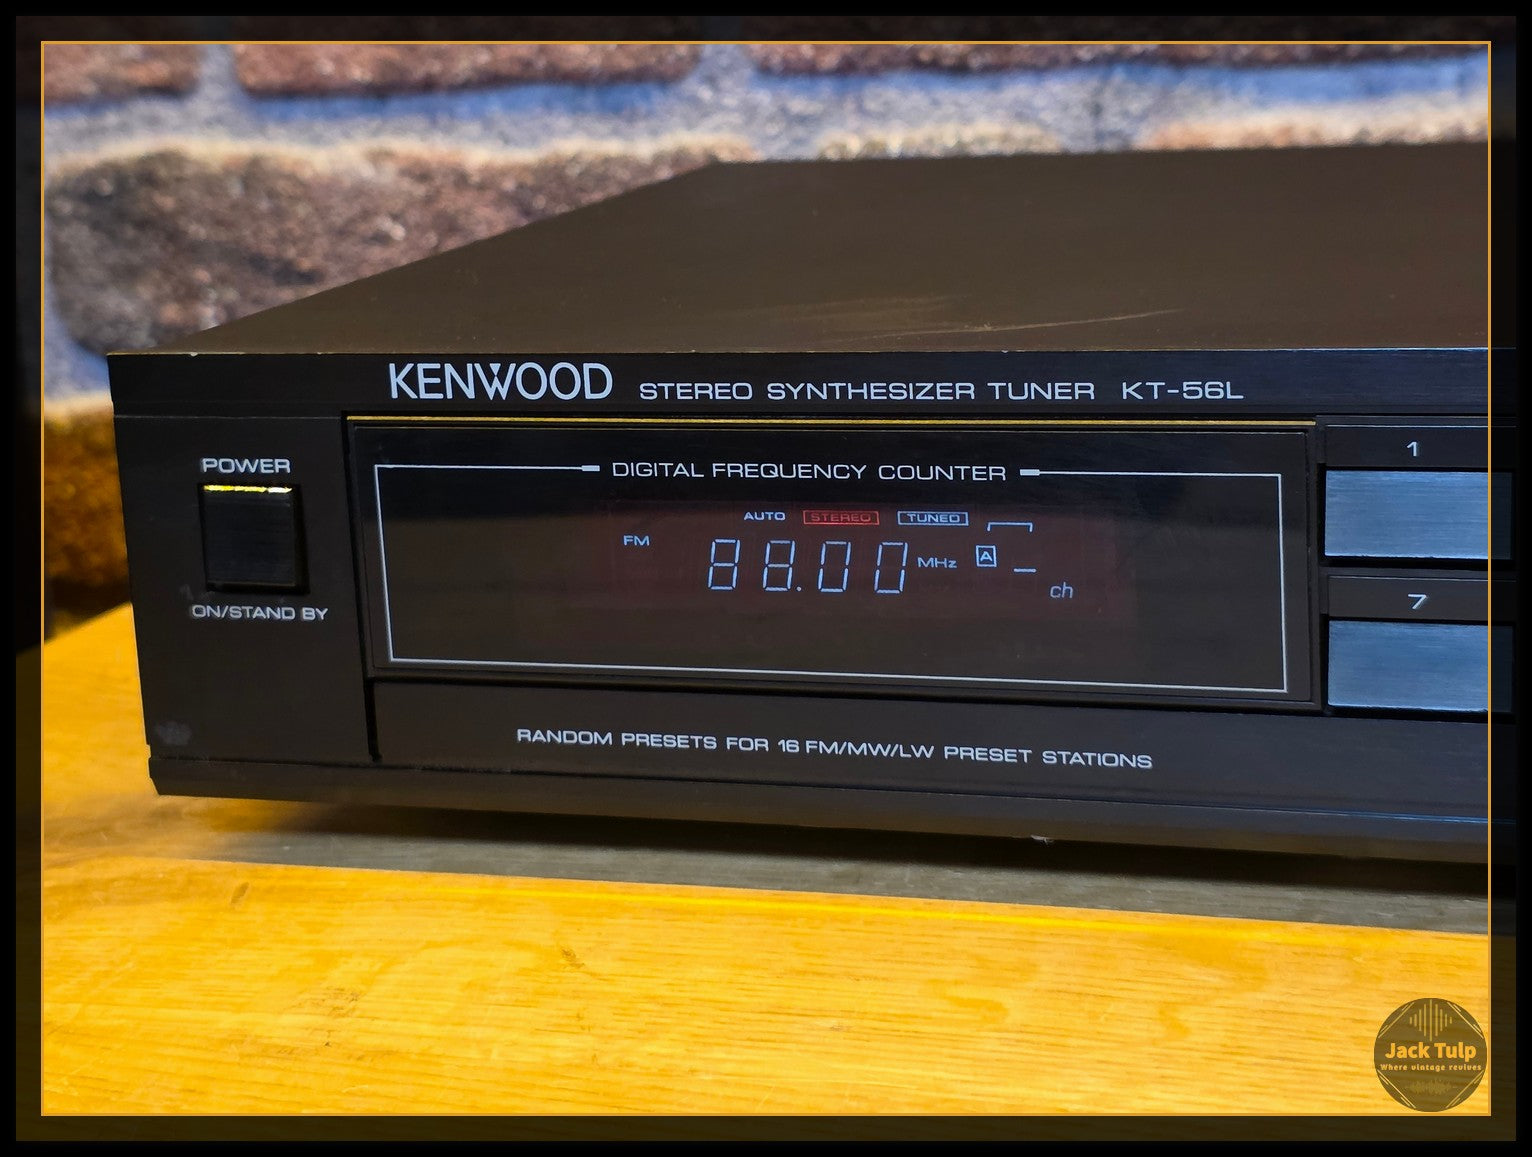 KENWOOD STEREO SYNTHESIZER TUNER KT-56L
POWER
ON/STAND BY
DIGITAL FREQUENCY COUNTER
AUTO STEREO TUNED
FM 88.00 MHz A – ch
1
7
RANDOM PRESETS FOR 16 FM/MW/LW PRESET STATIONS
Jack Tulp
Where vintage revives